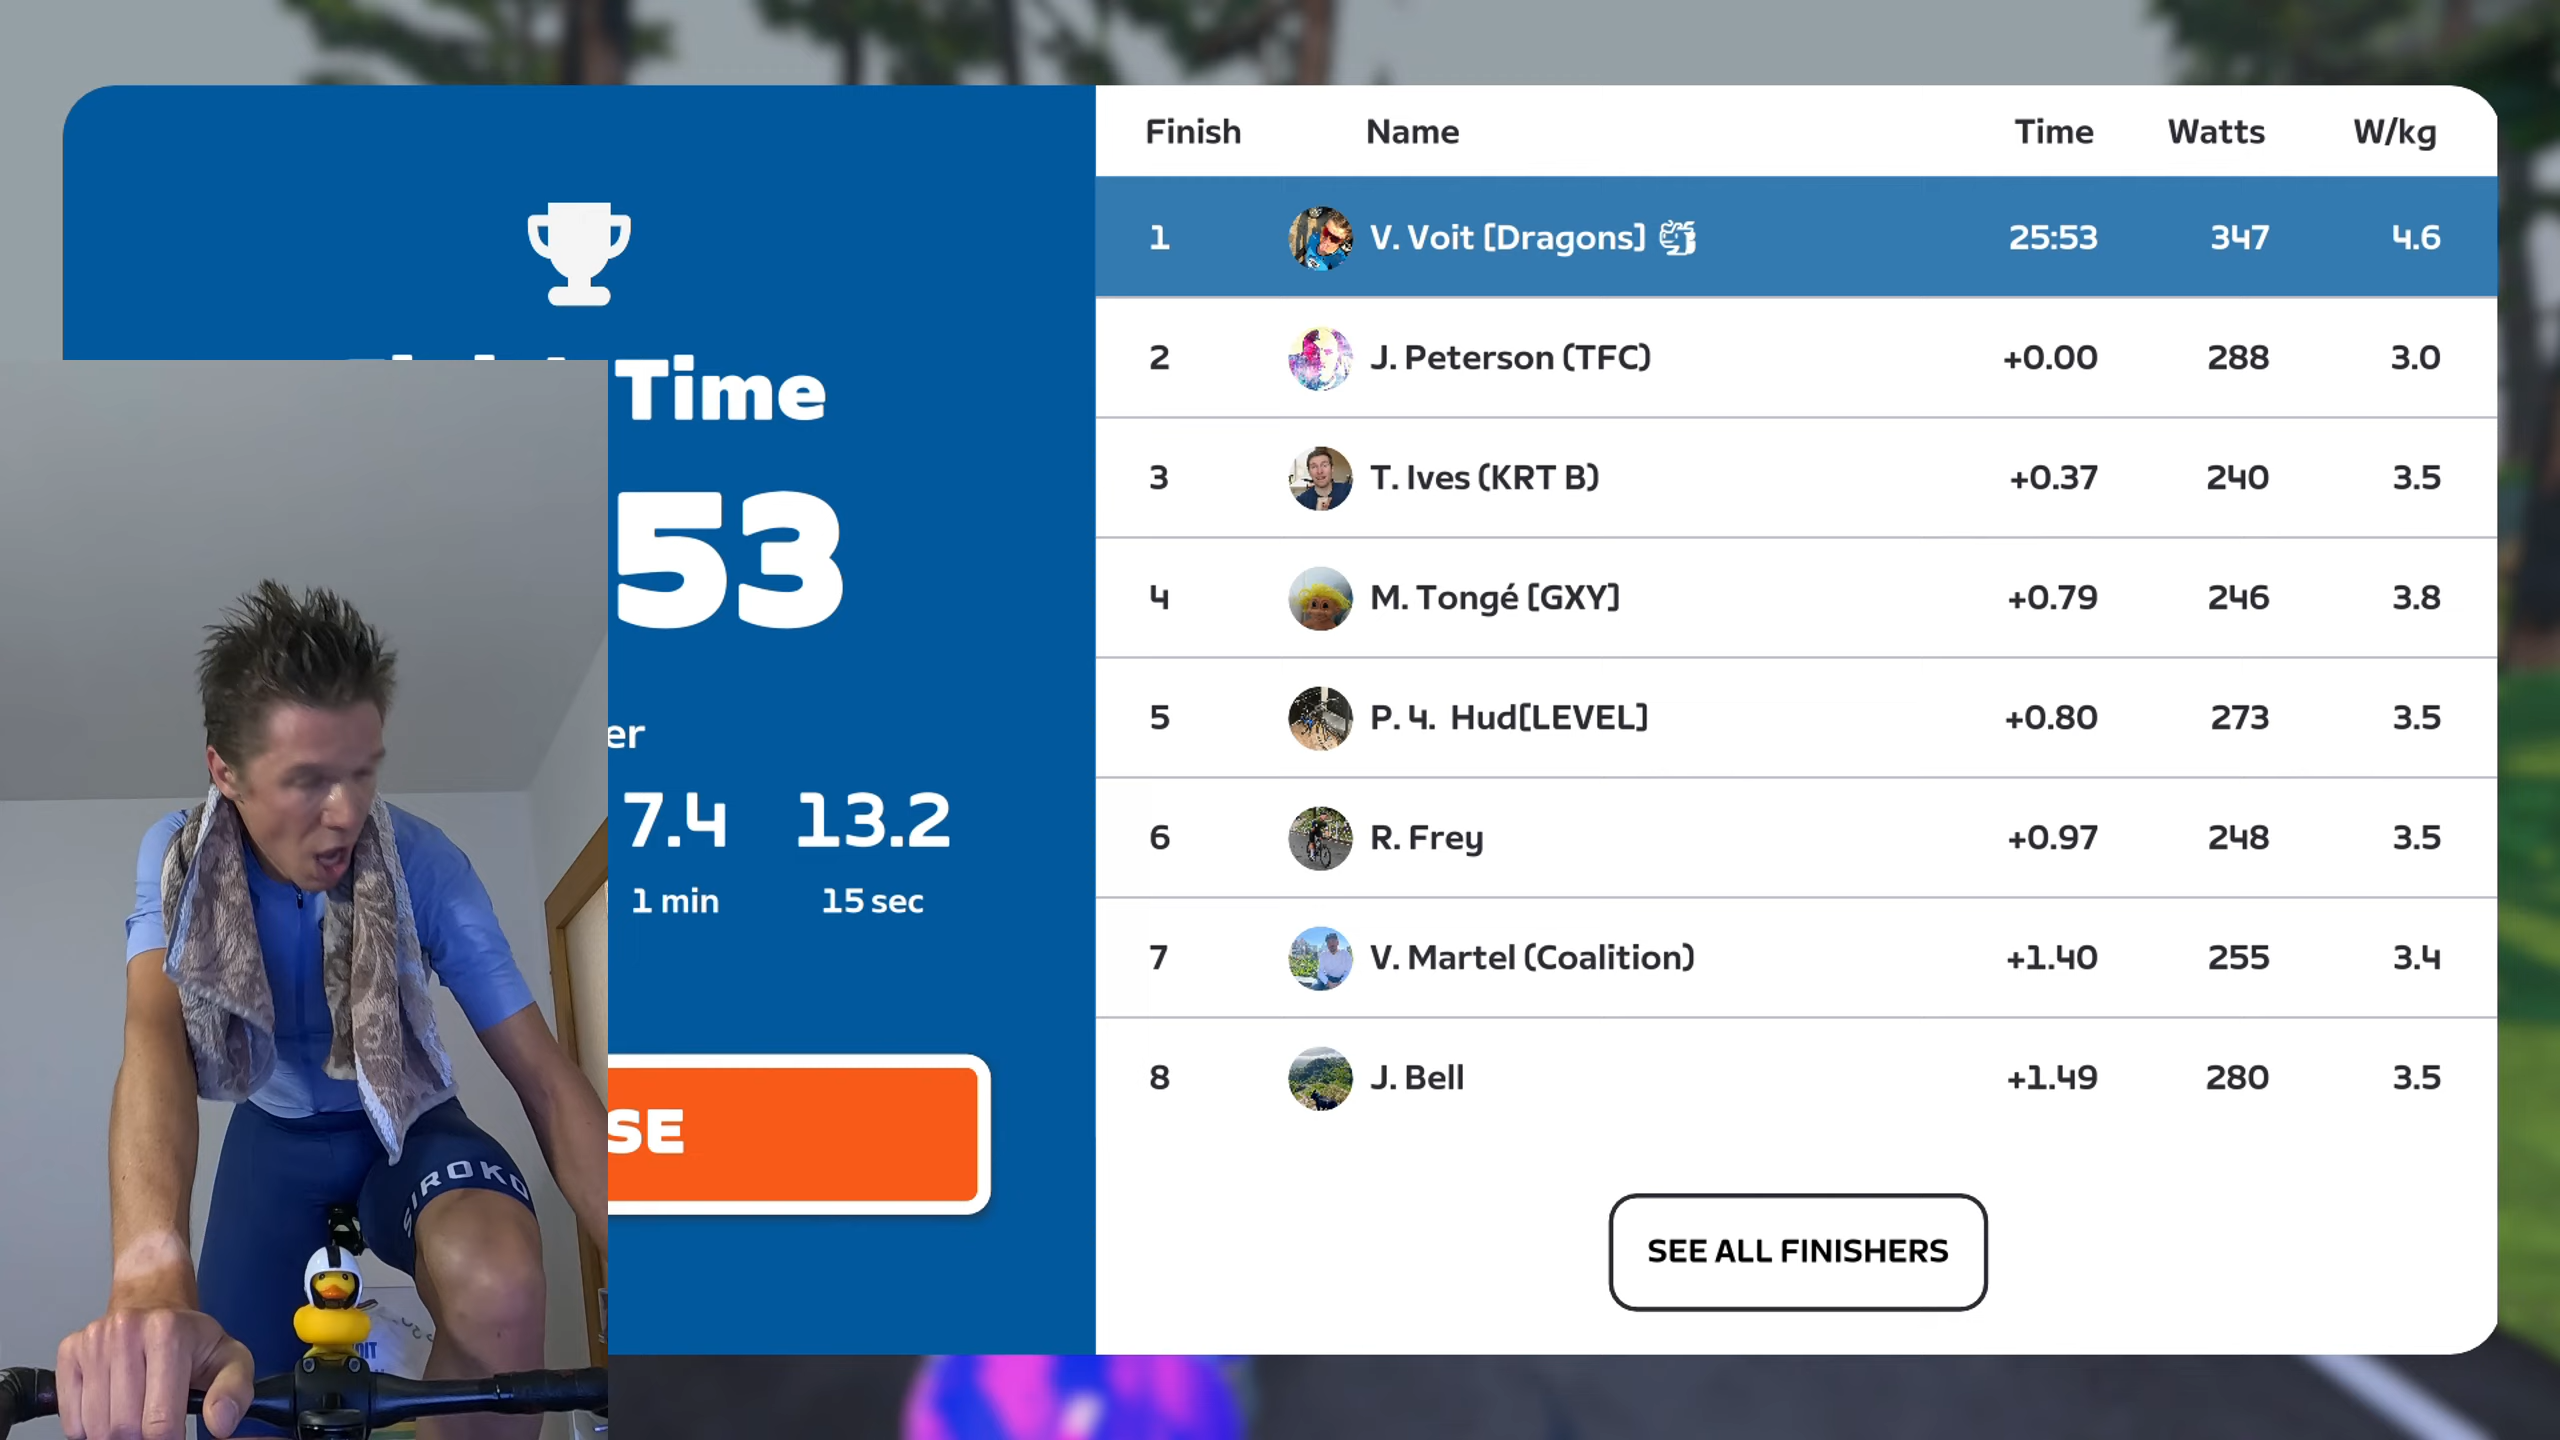 Time
53
er
7.4 13.2
1 min 15 sec
SE
SIROKO
Finish Name Time Watts W/kg
1 V. Voit [Dragons] 25:53 347 4.6
2 J. Peterson (TFC) +0.00 288 3.0
3 T. Ives (KRT B) +0.37 240 3.5
4 M. Tongé [GXY] +0.79 246 3.8
5 P. 4. Hud[LEVEL] +0.80 273 3.5
6 R. Frey +0.97 248 3.5
7 V. Martel (Coalition) +1.40 255 3.4
8 J. Bell +1.49 280 3.5
SEE ALL FINISHERS